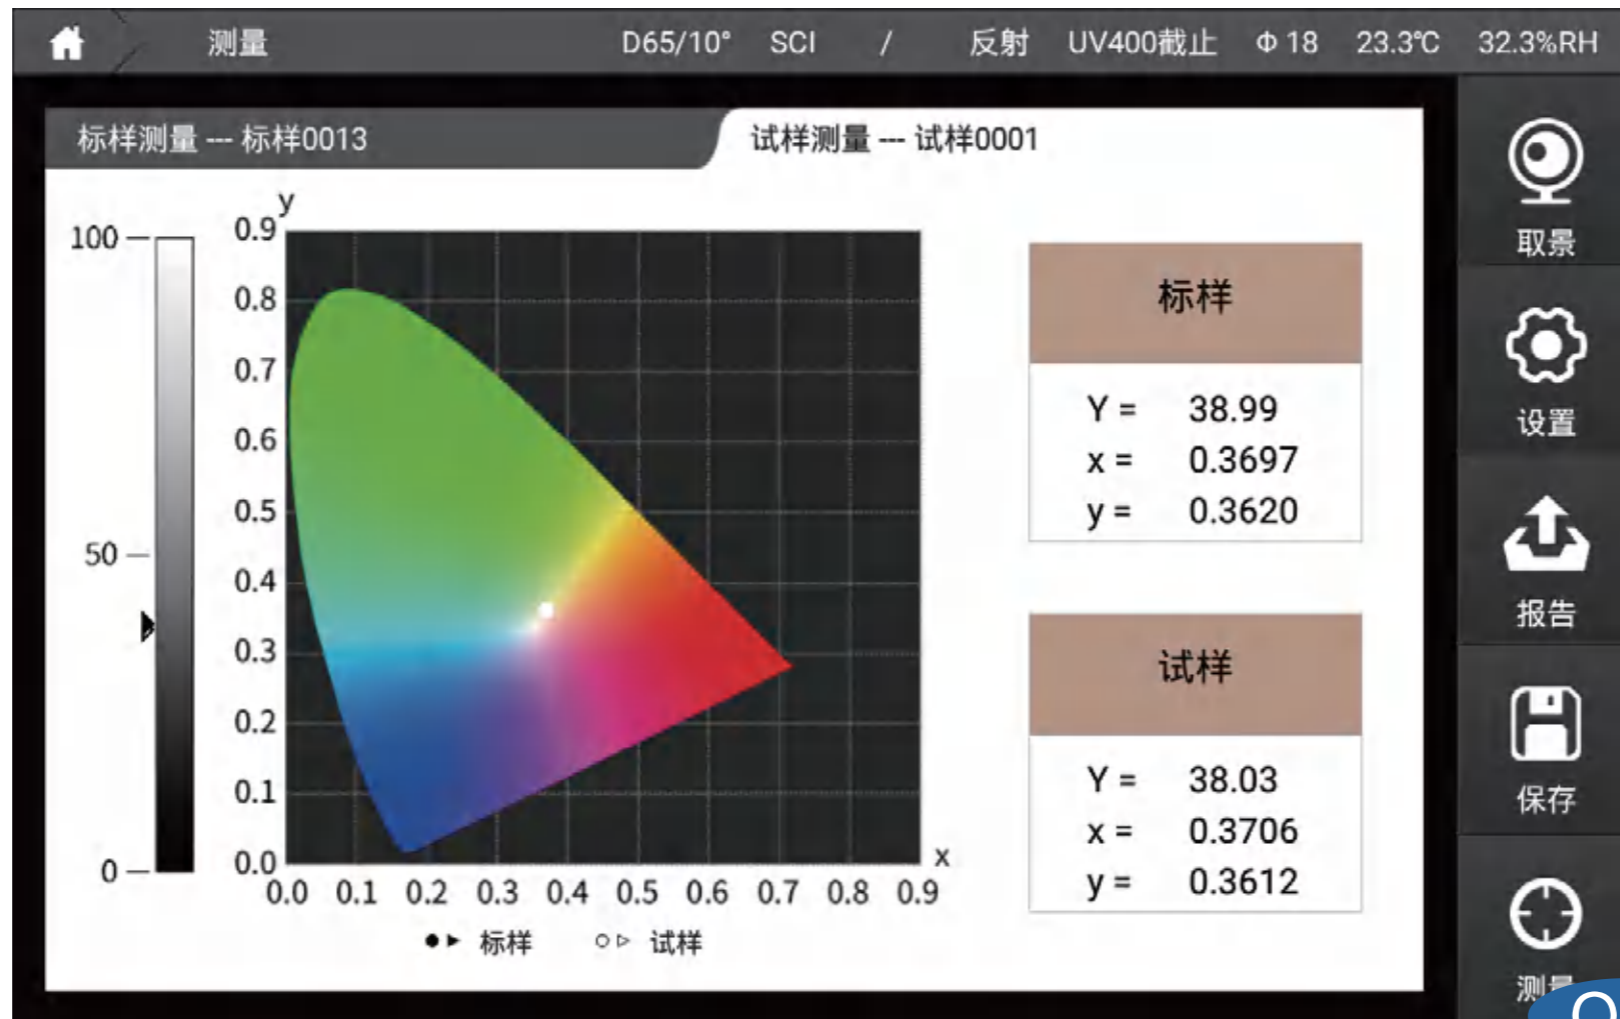 测量 D65/10° SCI / 反射 UV400截止 Φ 18 23.3℃ 32.3%RH
标样测量 --- 标样0013
试样测量 --- 试样0001
y
100
50
0
0.9
0.8
0.7
0.6
0.5
0.4
0.3
0.2
0.1
0.0
0.0 0.1 0.2 0.3 0.4 0.5 0.6 0.7 0.8 0.9
x
标样 试样
标样
Y = 38.99
x = 0.3697
y = 0.3620
试样
Y = 38.03
x = 0.3706
y = 0.3612
取景
设置
报告
保存
测量